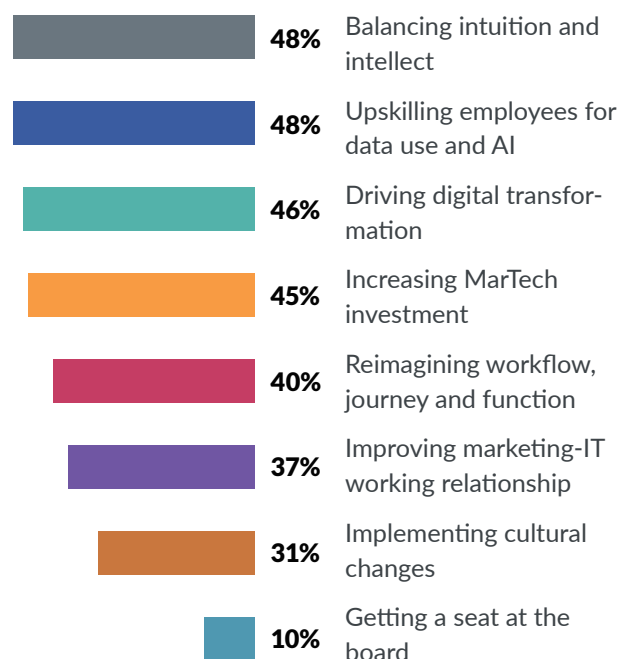 48% Balancing intuition and
intellect
48% Upskilling employees for
data use and AI
46% Driving digital transfor-
mation
45% Increasing MarTech
investment
40% Reimagining workflow,
journey and function
37% Improving marketing-IT
working relationship
31% Implementing cultural
changes
10% Getting a seat at the
board